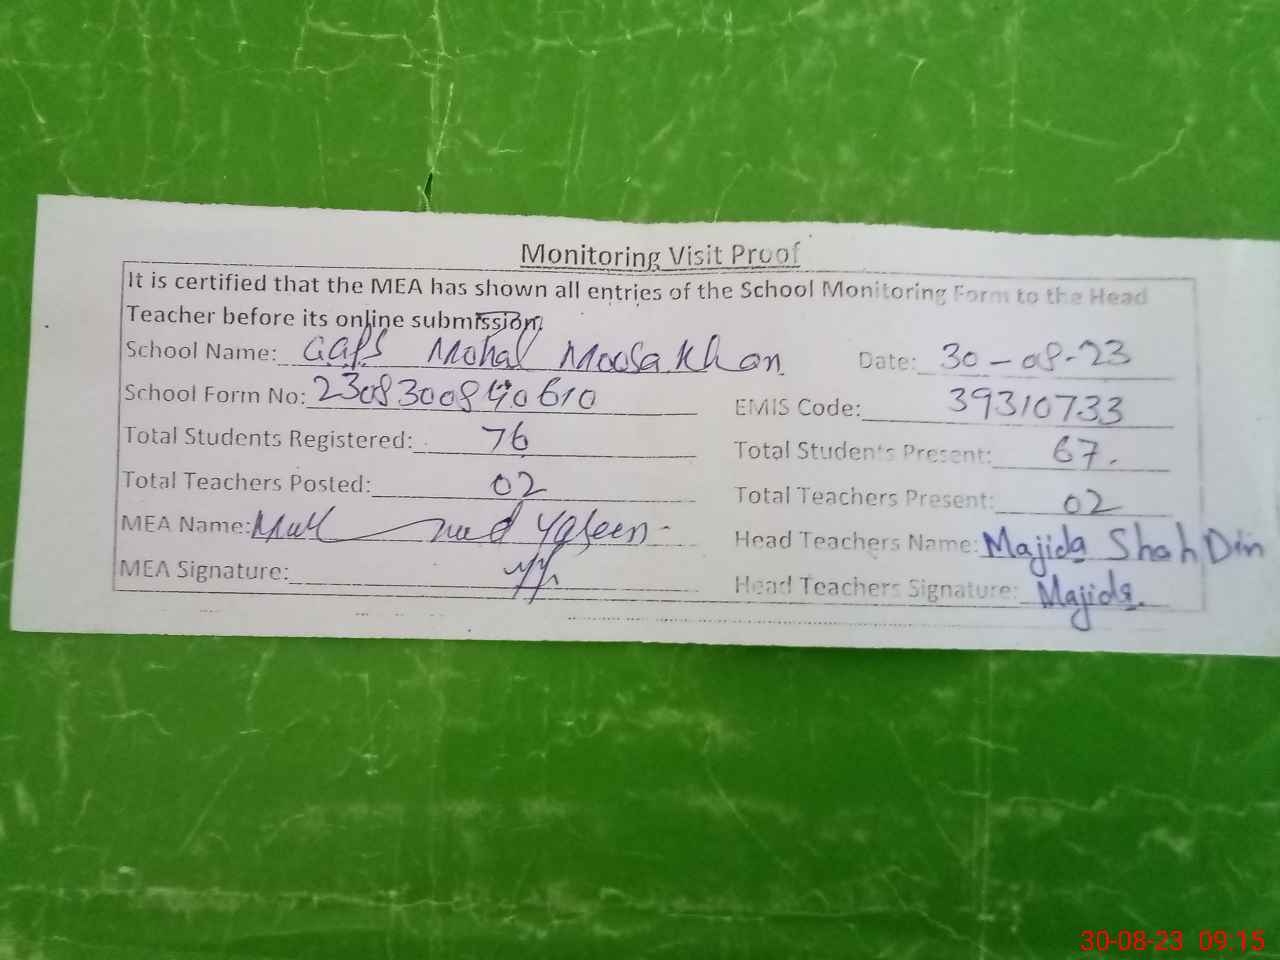 Monitoring Visit Proof
It is certified that the MEA has shown all entries of the School Monitoring Form to the Head
Teacher before its online submission.
School Name: GGPS Mohal Moosa Khan Date: 30-08-23
School Form No: 2308300840610 EMIS Code: 39310733
Total Students Registered: 76 Total Students Present: 67.
Total Teachers Posted: 02 Total Teachers Present: 02
MEA Name: Yaseen Head Teachers Name: Majida Shah Din
MEA Signature: Head Teachers Signature: Majida.
30-08-23 09:15